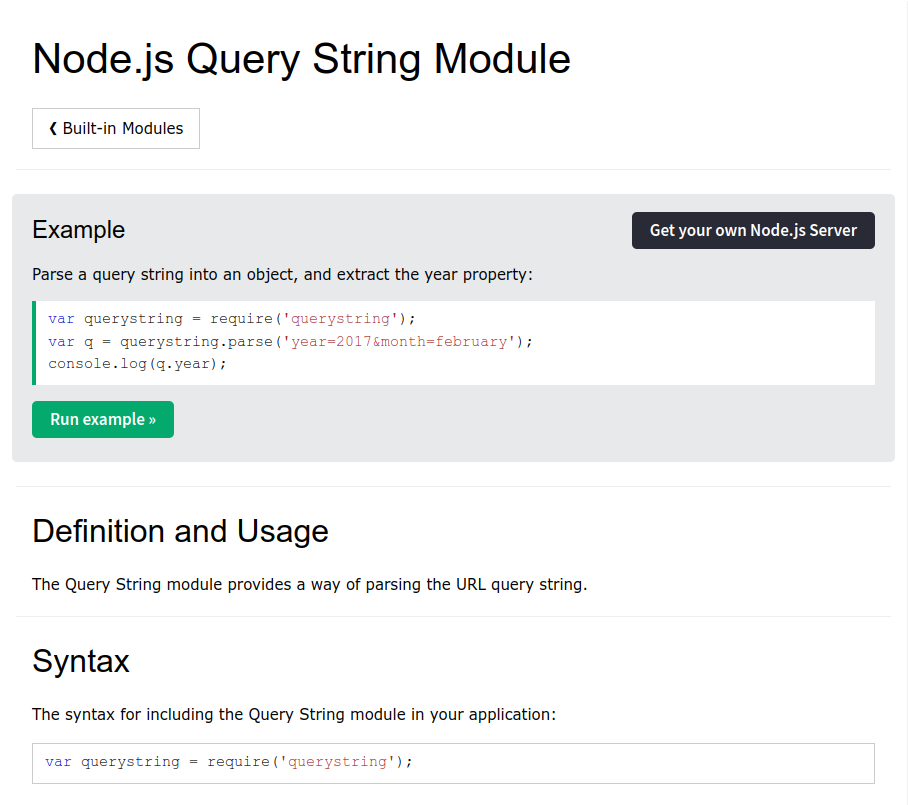 Node.js Query String Module
❮ Built-in Modules
Example
Get your own Node.js Server
Parse a query string into an object, and extract the year property:
var querystring = require('querystring');
var q = querystring.parse('year=2017&month=february');
console.log(q.year);
Run example »
Definition and Usage
The Query String module provides a way of parsing the URL query string.
Syntax
The syntax for including the Query String module in your application:
var querystring = require('querystring');